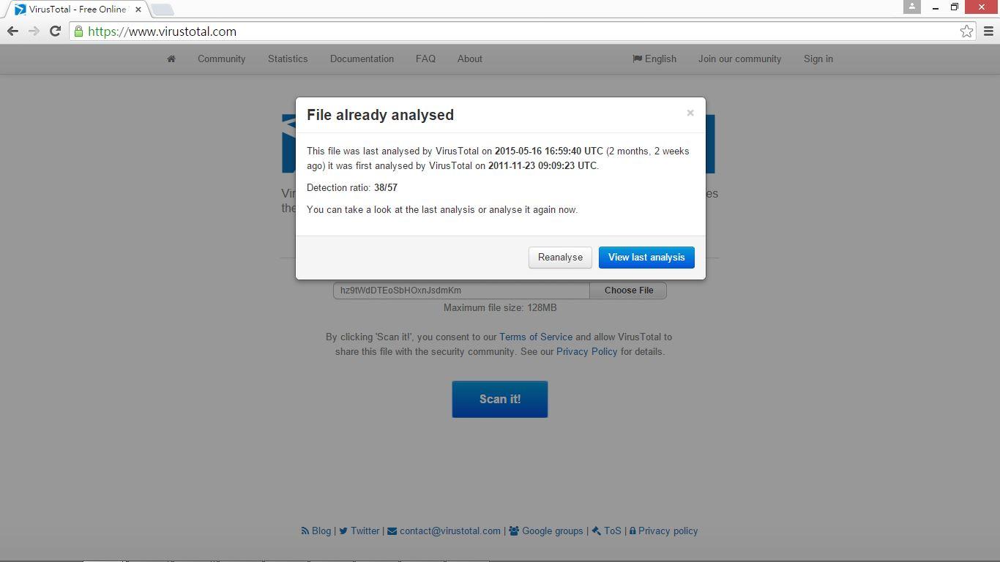 VirusTotal - Free Online
https://www.virustotal.com
Community Statistics Documentation FAQ About English Join our community Sign in
File already analysed
This file was last analysed by VirusTotal on 2015-05-16 16:59:40 UTC (2 months, 2 weeks
ago) it was first analysed by VirusTotal on 2011-11-23 09:09:23 UTC.
Detection ratio: 38/57
You can take a look at the last analysis or analyse it again now.
Reanalyse View last analysis
hz9tWdDTEoSbHOxnJsdmKm Choose File
Maximum file size: 128MB
By clicking 'Scan it!', you consent to our Terms of Service and allow VirusTotal to
share this file with the security community. See our Privacy Policy for details.
Scan it!
Blog | Twitter | contact@virustotal.com | Google groups | ToS | Privacy policy